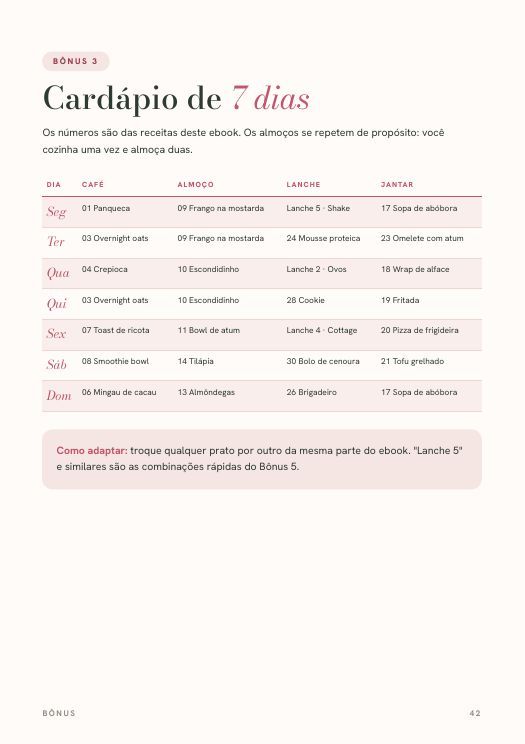 BÔNUS 3
Cardápio de 7 dias
Os números são das receitas deste ebook. Os almoços se repetem de propósito: você
cozinha uma vez e almoça duas.
DIA CAFÉ ALMOÇO LANCHE JANTAR
Seg 01 Panqueca 09 Frango na mostarda Lanche 5 · Shake 17 Sopa de abóbora
Ter 03 Overnight oats 09 Frango na mostarda 24 Mousse proteica 23 Omelete com atum
Qua 04 Crepioca 10 Escondidinho Lanche 2 · Ovos 18 Wrap de alface
Qui 03 Overnight oats 10 Escondidinho 28 Cookie 19 Fritada
Sex 07 Toast de ricota 11 Bowl de atum Lanche 4 · Cottage 20 Pizza de frigideira
Sáb 08 Smoothie bowl 14 Tilápia 30 Bolo de cenoura 21 Tofu grelhado
Dom 06 Mingau de cacau 13 Almôndegas 26 Brigadeiro 17 Sopa de abóbora
Como adaptar: troque qualquer prato por outro da mesma parte do ebook. "Lanche 5"
e similares são as combinações rápidas do Bônus 5.
BÔNUS 42